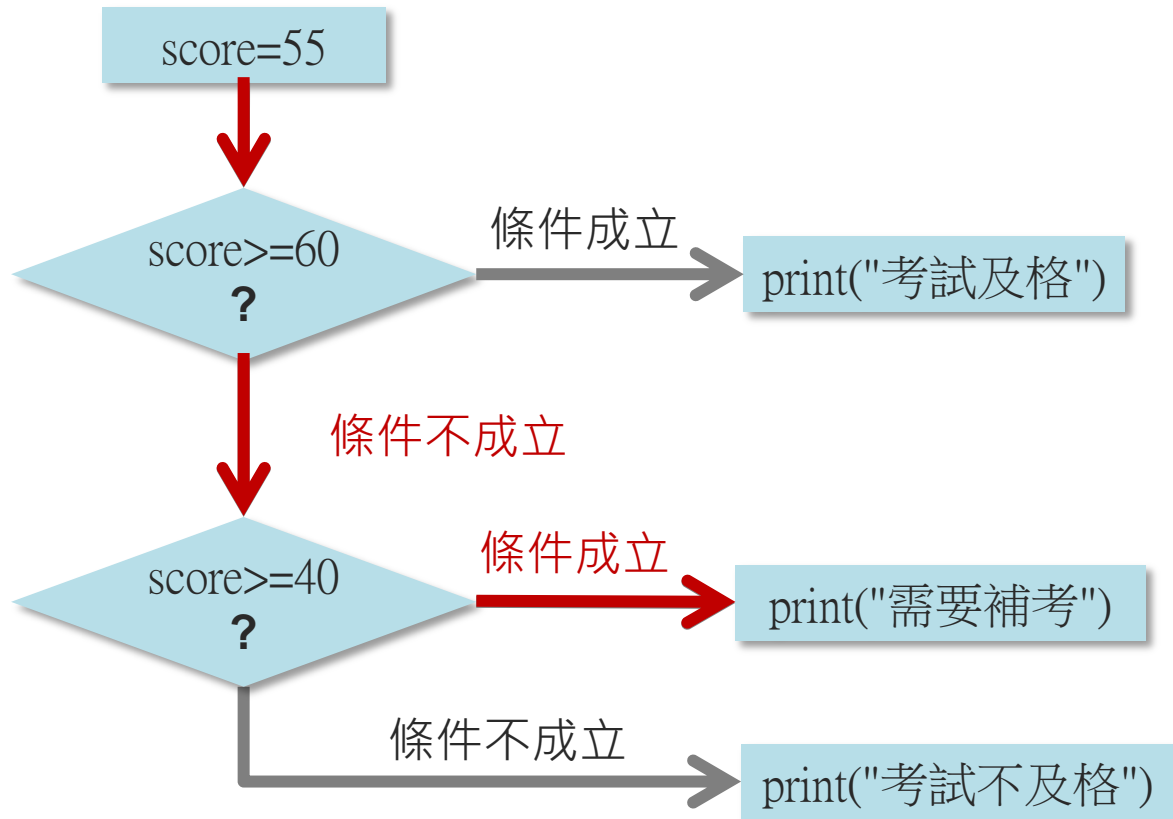 score=55
score>=60
?
條件成立
print("考試及格")
條件不成立
score>=40
?
條件成立
print("需要補考")
條件不成立
print("考試不及格")